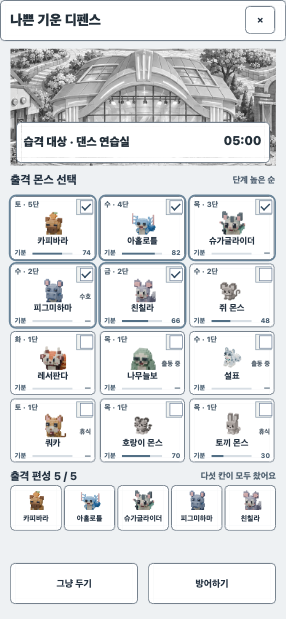 나쁜 기운 디펜스
×
습격 대상 · 댄스 연습실 05:00
출격 몬스 선택 단계 높은 순
토 · 5단 수 · 4단 목 · 3단
카피바라 아홀로틀 슈가글라이더
기분 74 기분 82 기분 —
수 · 2단 금 · 2단 수 · 2단
수호
피그미하마 친칠라 쥐 몬스
기분 — 기분 66 기분 48
화 · 1단 목 · 1단 수 · 1단
출동 중 출동 중
레서판다 나무늘보 설표
기분 — 기분 — 기분 —
토 · 1단 목 · 1단 목 · 1단
휴식 휴식
쿼카 호랑이 몬스 토끼 몬스
기분 — 기분 70 기분 30
출격 편성 5 / 5 다섯 칸이 모두 찼어요
카피바라 아홀로틀 슈가글라이더 피그미하마 친칠라
그냥 두기 방어하기